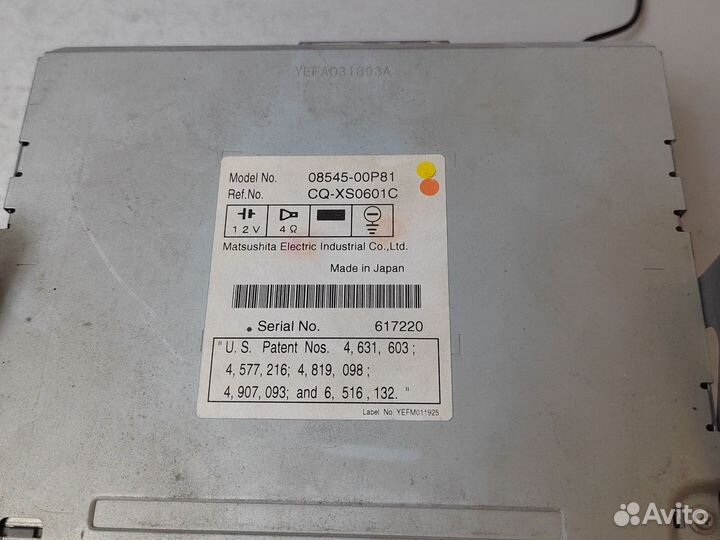 YEFA031893A
Model No. 08545-00P81
Ref.No. CQ-XS0601C
12V 4Ω
Matsushita Electric Industrial Co.,Ltd.
Made in Japan
Serial No. 617220
"U.S. Patent Nos. 4,631,603;
4,577,216; 4,819,098;
4,907,093; and 6,516,132."
Label No. YEFM011925
Avito